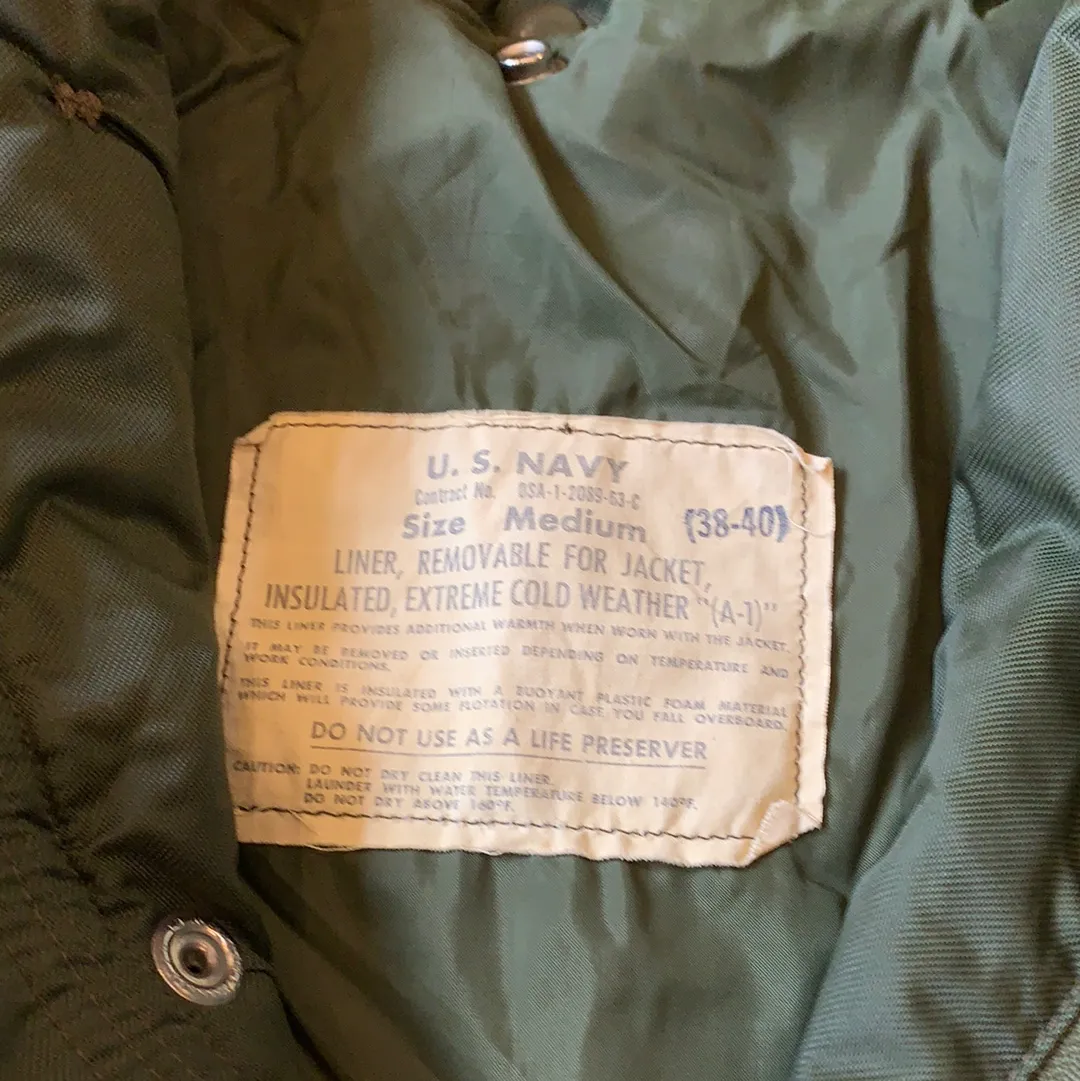 U. S. NAVY
Contract No. DSA-1-2089-63-C
Size Medium (38-40)
LINER, REMOVABLE FOR JACKET,
INSULATED, EXTREME COLD WEATHER "(A-1)"
THIS LINER PROVIDES ADDITIONAL WARMTH WHEN WORN WITH THE JACKET.
IT MAY BE REMOVED OR INSERTED DEPENDING ON TEMPERATURE AND
WORK CONDITIONS.
THIS LINER IS INSULATED WITH A BUOYANT PLASTIC FOAM MATERIAL
WHICH WILL PROVIDE SOME FLOTATION IN CASE YOU FALL OVERBOARD.
DO NOT USE AS A LIFE PRESERVER
CAUTION: DO NOT DRY CLEAN THIS LINER.
LAUNDER WITH WATER TEMPERATURE BELOW 140°F.
DO NOT DRY ABOVE 160°F.